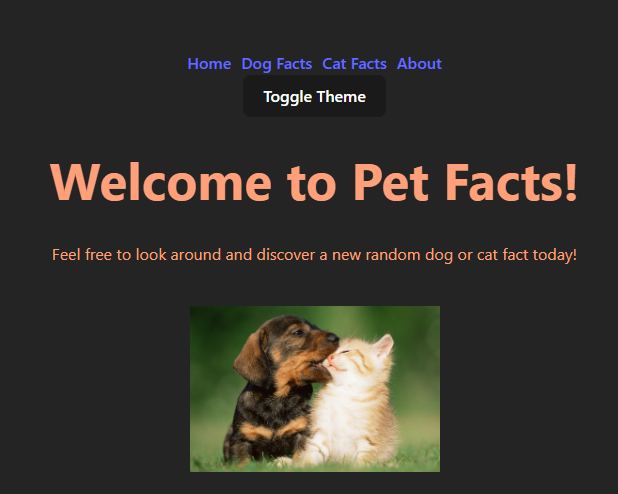 Home Dog Facts Cat Facts About
Toggle Theme
Welcome to Pet Facts!
Feel free to look around and discover a new random dog or cat fact today!